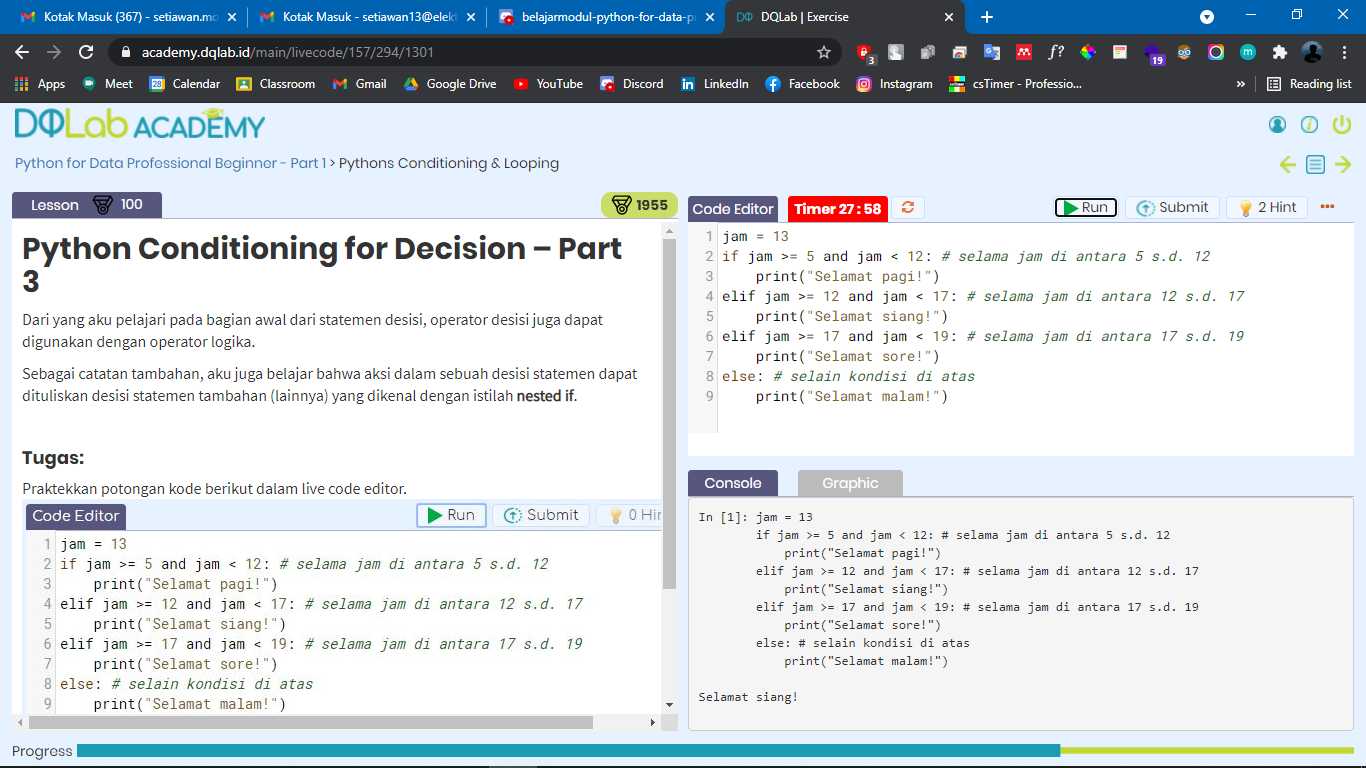 Kotak Masuk (367) - setiawan.mo
Kotak Masuk - setiawan13@elekt
belajarmodul-python-for-data-pr
DQLab | Exercise
academy.dqlab.id/main/livecode/157/294/1301
3
f?
19
m
Apps
Meet
28
Calendar
Classroom
Gmail
Google Drive
YouTube
Discord
LinkedIn
Facebook
Instagram
csTimer - Professio...
»
Reading list
DQLab ACADEMY
Python for Data Professional Beginner - Part 1 > Pythons Conditioning & Looping
Lesson 100
1955
Python Conditioning for Decision – Part
3
Dari yang aku pelajari pada bagian awal dari statemen desisi, operator desisi juga dapat
digunakan dengan operator logika.
Sebagai catatan tambahan, aku juga belajar bahwa aksi dalam sebuah desisi statemen dapat
dituliskan desisi statemen tambahan (lainnya) yang dikenal dengan istilah nested if.
Tugas:
Praktekkan potongan kode berikut dalam live code editor.
Code Editor Run Submit 0 Hir
1 jam = 13
2 if jam >= 5 and jam < 12: # selama jam di antara 5 s.d. 12
3     print("Selamat pagi!")
4 elif jam >= 12 and jam < 17: # selama jam di antara 12 s.d. 17
5     print("Selamat siang!")
6 elif jam >= 17 and jam < 19: # selama jam di antara 17 s.d. 19
7     print("Selamat sore!")
8 else: # selain kondisi di atas
9     print("Selamat malam!")
Code Editor Timer 27 : 58 Run Submit 2 Hint
1 jam = 13
2 if jam >= 5 and jam < 12: # selama jam di antara 5 s.d. 12
3     print("Selamat pagi!")
4 elif jam >= 12 and jam < 17: # selama jam di antara 12 s.d. 17
5     print("Selamat siang!")
6 elif jam >= 17 and jam < 19: # selama jam di antara 17 s.d. 19
7     print("Selamat sore!")
8 else: # selain kondisi di atas
9     print("Selamat malam!")
Console Graphic
In [1]: jam = 13
if jam >= 5 and jam < 12: # selama jam di antara 5 s.d. 12
    print("Selamat pagi!")
elif jam >= 12 and jam < 17: # selama jam di antara 12 s.d. 17
    print("Selamat siang!")
elif jam >= 17 and jam < 19: # selama jam di antara 17 s.d. 19
    print("Selamat sore!")
else: # selain kondisi di atas
    print("Selamat malam!")
Selamat siang!
Progress